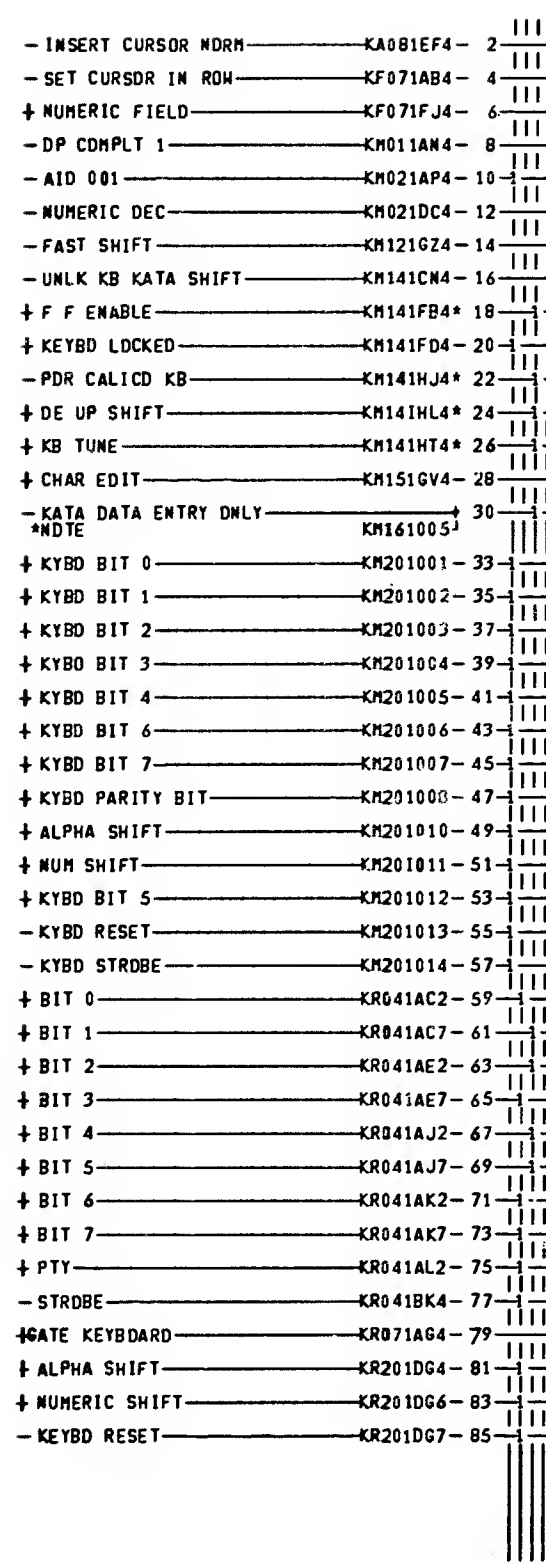 - INSERT CURSOR NORM KA081EF4 - 2
- SET CURSOR IN ROW KF071AB4 - 4
+ NUMERIC FIELD KF071FJ4 - 6
- DP COMPLT 1 KM011AN4 - 8
- AID 001 KM021AP4 - 10
- NUMERIC DEC KM021DC4 - 12
- FAST SHIFT KM121GZ4 - 14
- UNLK KB KATA SHIFT KM141CN4 - 16
+ F F ENABLE KM141FB4* 18
+ KEYBD LOCKED KM141FD4 - 20
- POR CALICO KB KM141HJ4* 22
+ DE UP SHIFT KM141HL4* 24
+ KB TUNE KM141HT4* 26
+ CHAR EDIT KM151GV4 - 28
- KATA DATA ENTRY ONLY + 30
*NOTE KM161005
+ KYBD BIT 0 KM201001 - 33
+ KYBD BIT 1 KM201002 - 35
+ KYBD BIT 2 KM201003 - 37
+ KYBD BIT 3 KM201004 - 39
+ KYBD BIT 4 KM201005 - 41
+ KYBD BIT 6 KM201006 - 43
+ KYBD BIT 7 KM201007 - 45
+ KYBD PARITY BIT KM201008 - 47
+ ALPHA SHIFT KM201010 - 49
+ NUM SHIFT KM201011 - 51
+ KYBD BIT 5 KM201012 - 53
- KYBD RESET KM201013 - 55
- KYBD STROBE KM201014 - 57
+ BIT 0 KR041AC2 - 59
+ BIT 1 KR041AC7 - 61
+ BIT 2 KR041AE2 - 63
+ BIT 3 KR041AE7 - 65
+ BIT 4 KR041AJ2 - 67
+ BIT 5 KR041AJ7 - 69
+ BIT 6 KR041AK2 - 71
+ BIT 7 KR041AK7 - 73
+ PTY KR041AL2 - 75
- STROBE KR041BK4 - 77
+GATE KEYBOARD KR071AG4 - 79
+ ALPHA SHIFT KR201DG4 - 81
+ NUMERIC SHIFT KR201DG6 - 83
- KEYBD RESET KR201DG7 - 85